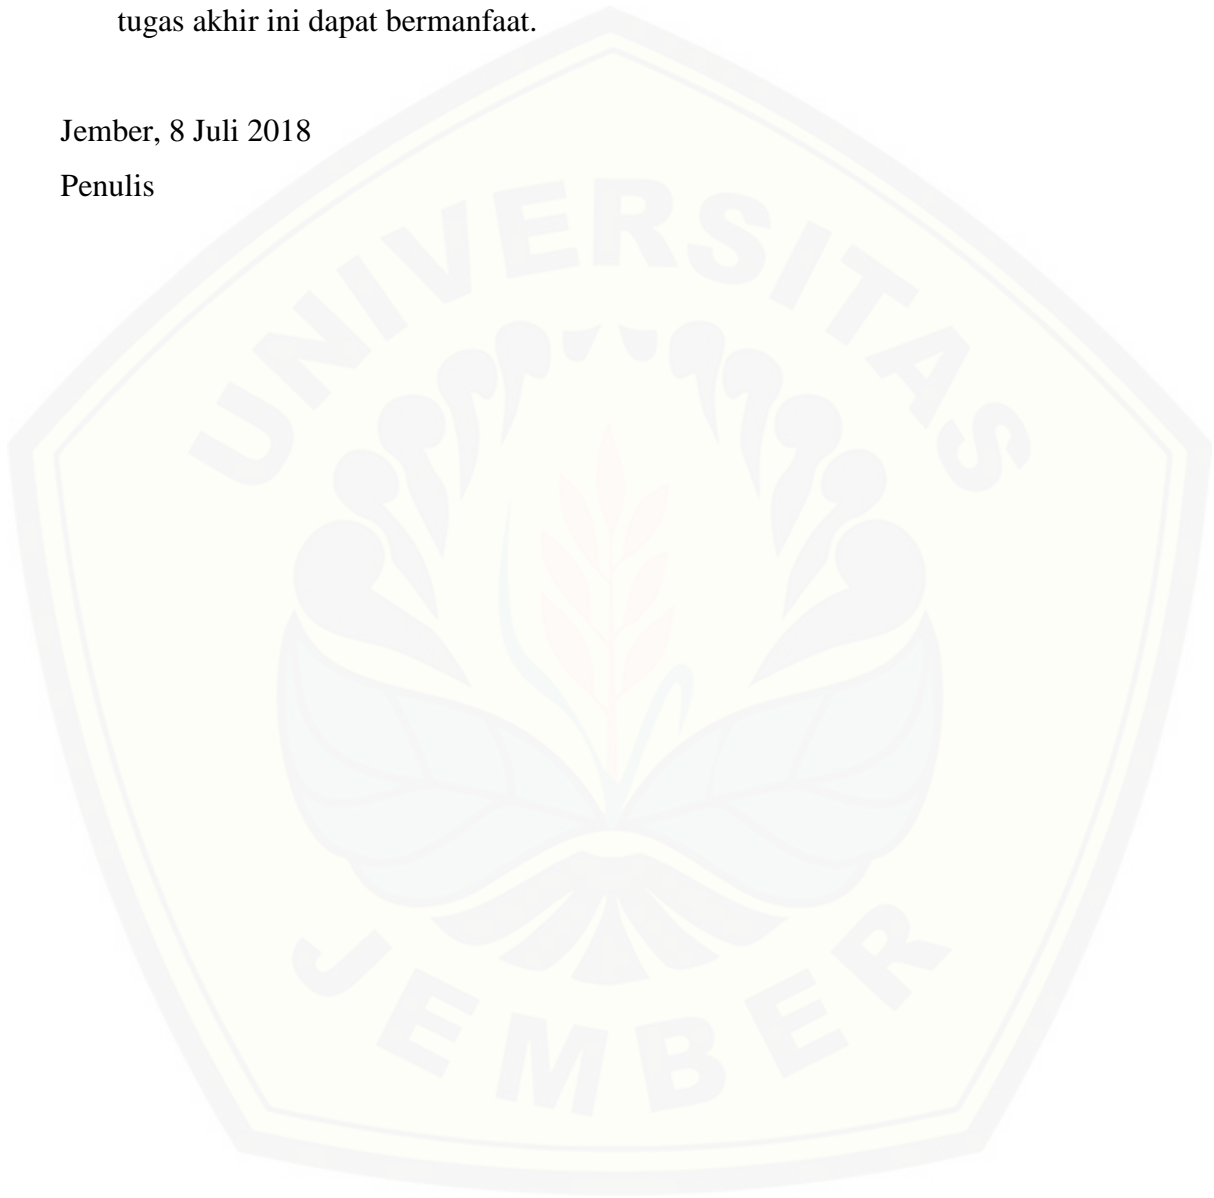 tugas akhir ini dapat bermanfaat.
Jember, 8 Juli 2018
Penulis
UNIVERSITAS
JEMBER